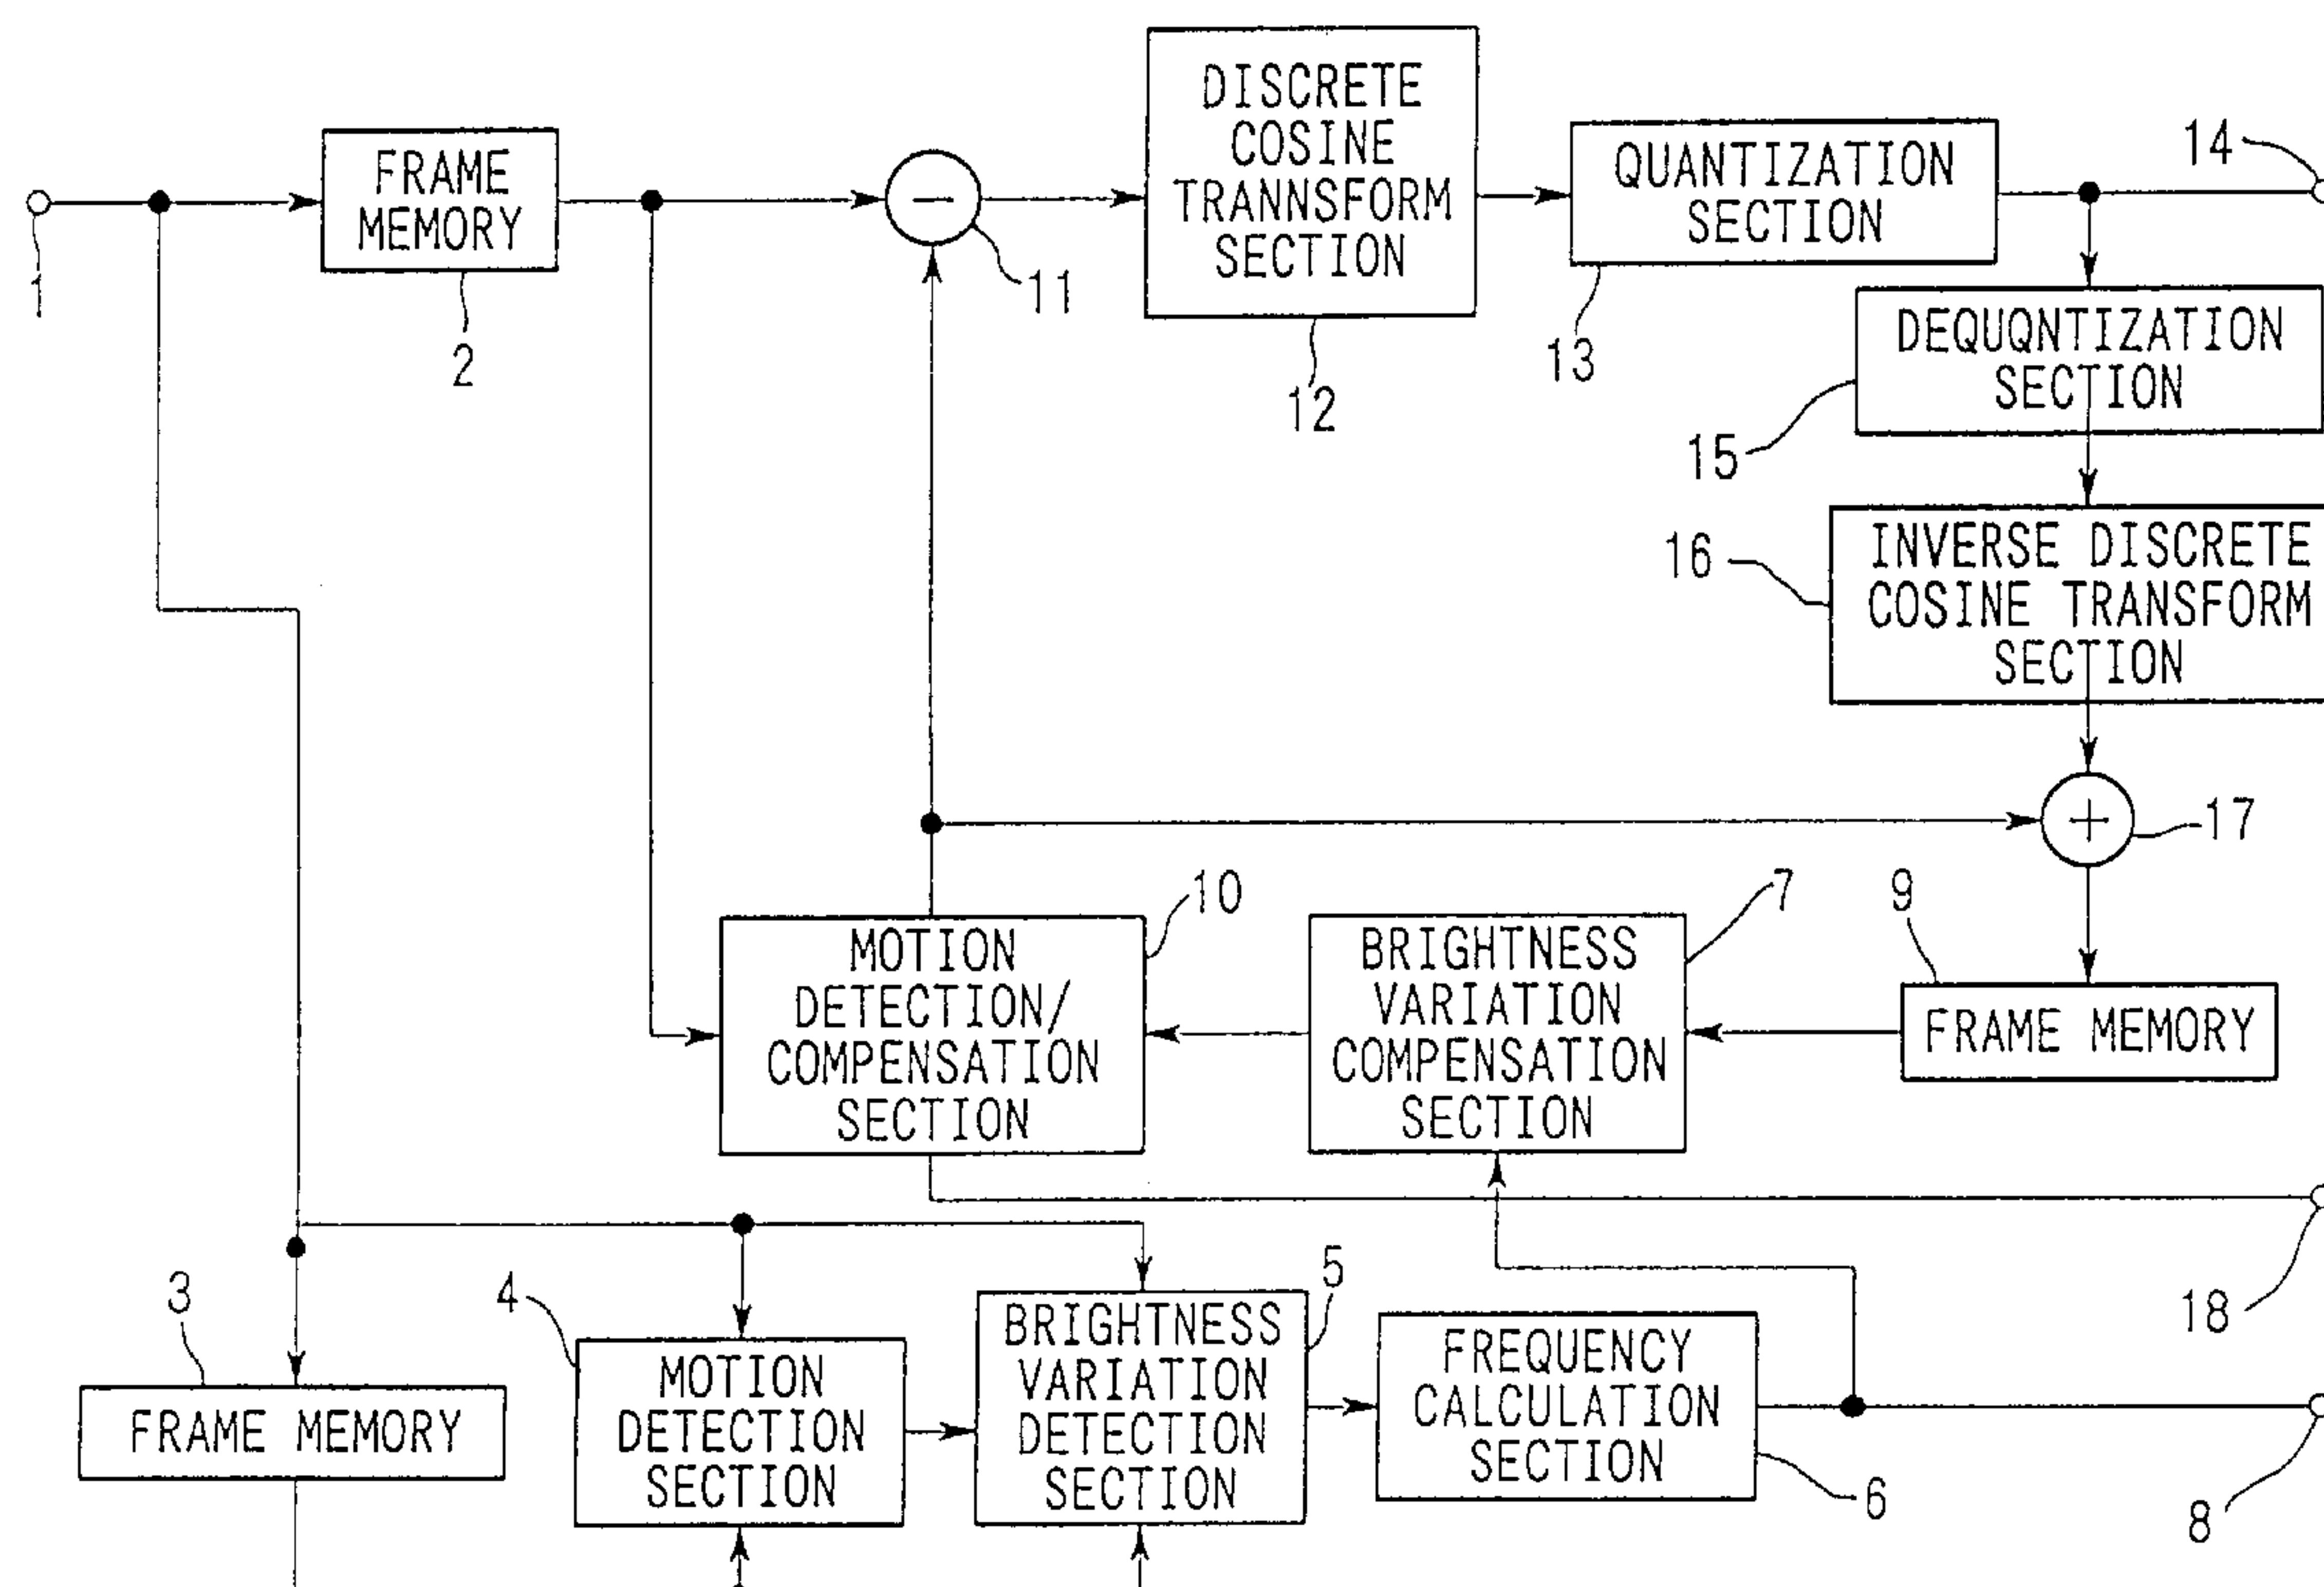 DISCRETE
COSINE
TRANNSFORM
SECTION
12
FRAME
MEMORY
2
1
11
QUANTIZATION
SECTION
13
14
DEQUQNTIZATION
SECTION
15
INVERSE DISCRETE
COSINE TRANSFORM
SECTION
16
17
10
MOTION
DETECTION/
COMPENSATION
SECTION
7
BRIGHTNESS
VARIATION
COMPENSATION
SECTION
9
FRAME MEMORY
18
3
FRAME MEMORY
4
MOTION
DETECTION
SECTION
5
BRIGHTNESS
VARIATION
DETECTION
SECTION
FREQUENCY
CALCULATION
SECTION
6
8